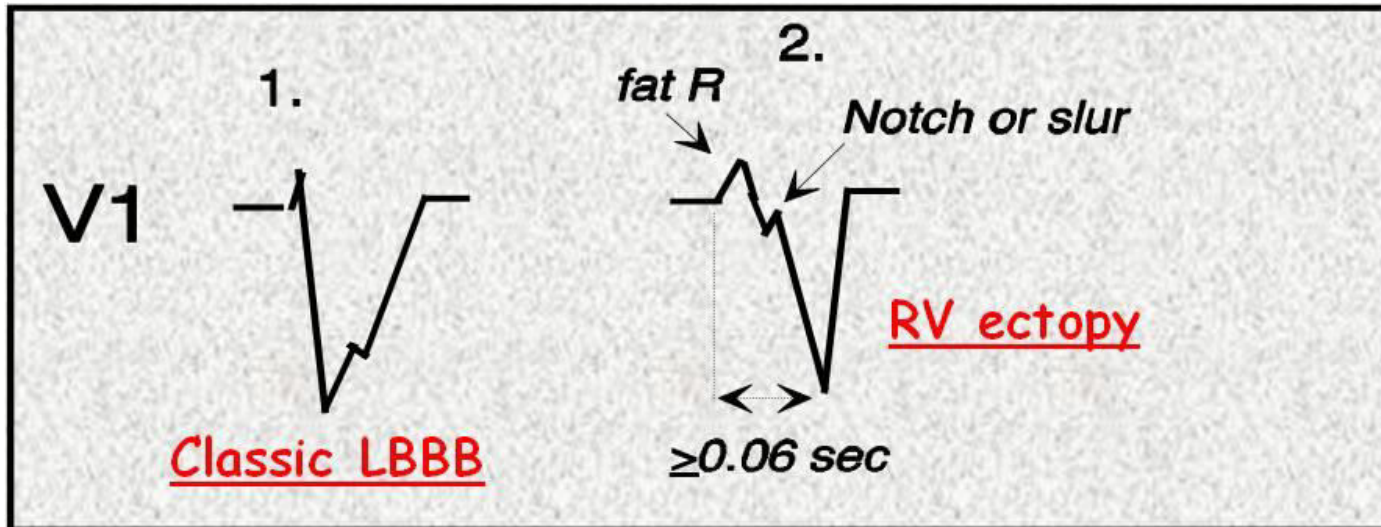 1.
2.
fat R
Notch or slur
V1
RV ectopy
Classic LBBB
≥0.06 sec